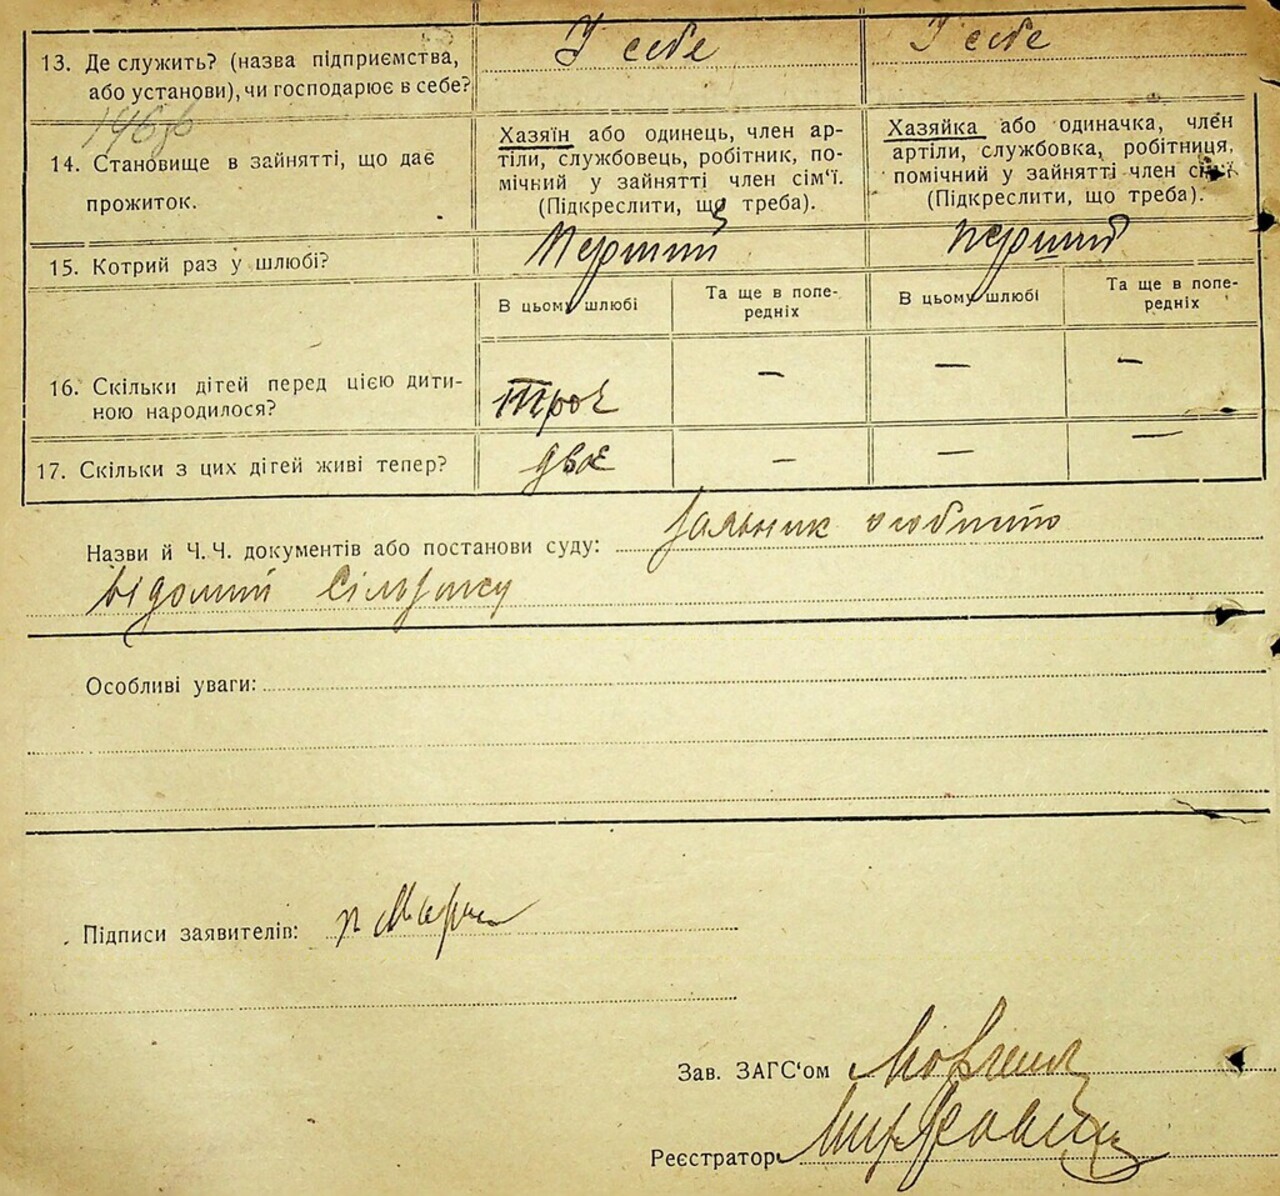 13. Де служить? (назва підприємства, або установи), чи господарює в себе?
У себе
У себе
14. Становище в зайнятті, що дає прожиток.
Хазяїн або одинець, член ар-
тілі, службовець, робітник, по-
мічний у зайнятті член сім‘ї.
(Підкреслити, що треба).
Хазяйка або одиначка, член
артілі, службовка, робітниця,
помічний у зайнятті член сім‘ї.
(Підкреслити, що треба).
15. Котрий раз у шлюбі?
Перший
перший
В цьому шлюбі
Та ще в попе-
редніх
В цьому шлюбі
Та ще в попе-
редніх
16. Скільки дітей перед цією дити-
ною народилося?
троє
—
—
—
17. Скільки з цих дітей живі тепер?
двоє
—
—
—
Назви й Ч. Ч. документів або постанови суду:
особисто
відомий
Особливі уваги:
Підписи заявителів:
Зав. ЗАГС‘ом
Реєстратор